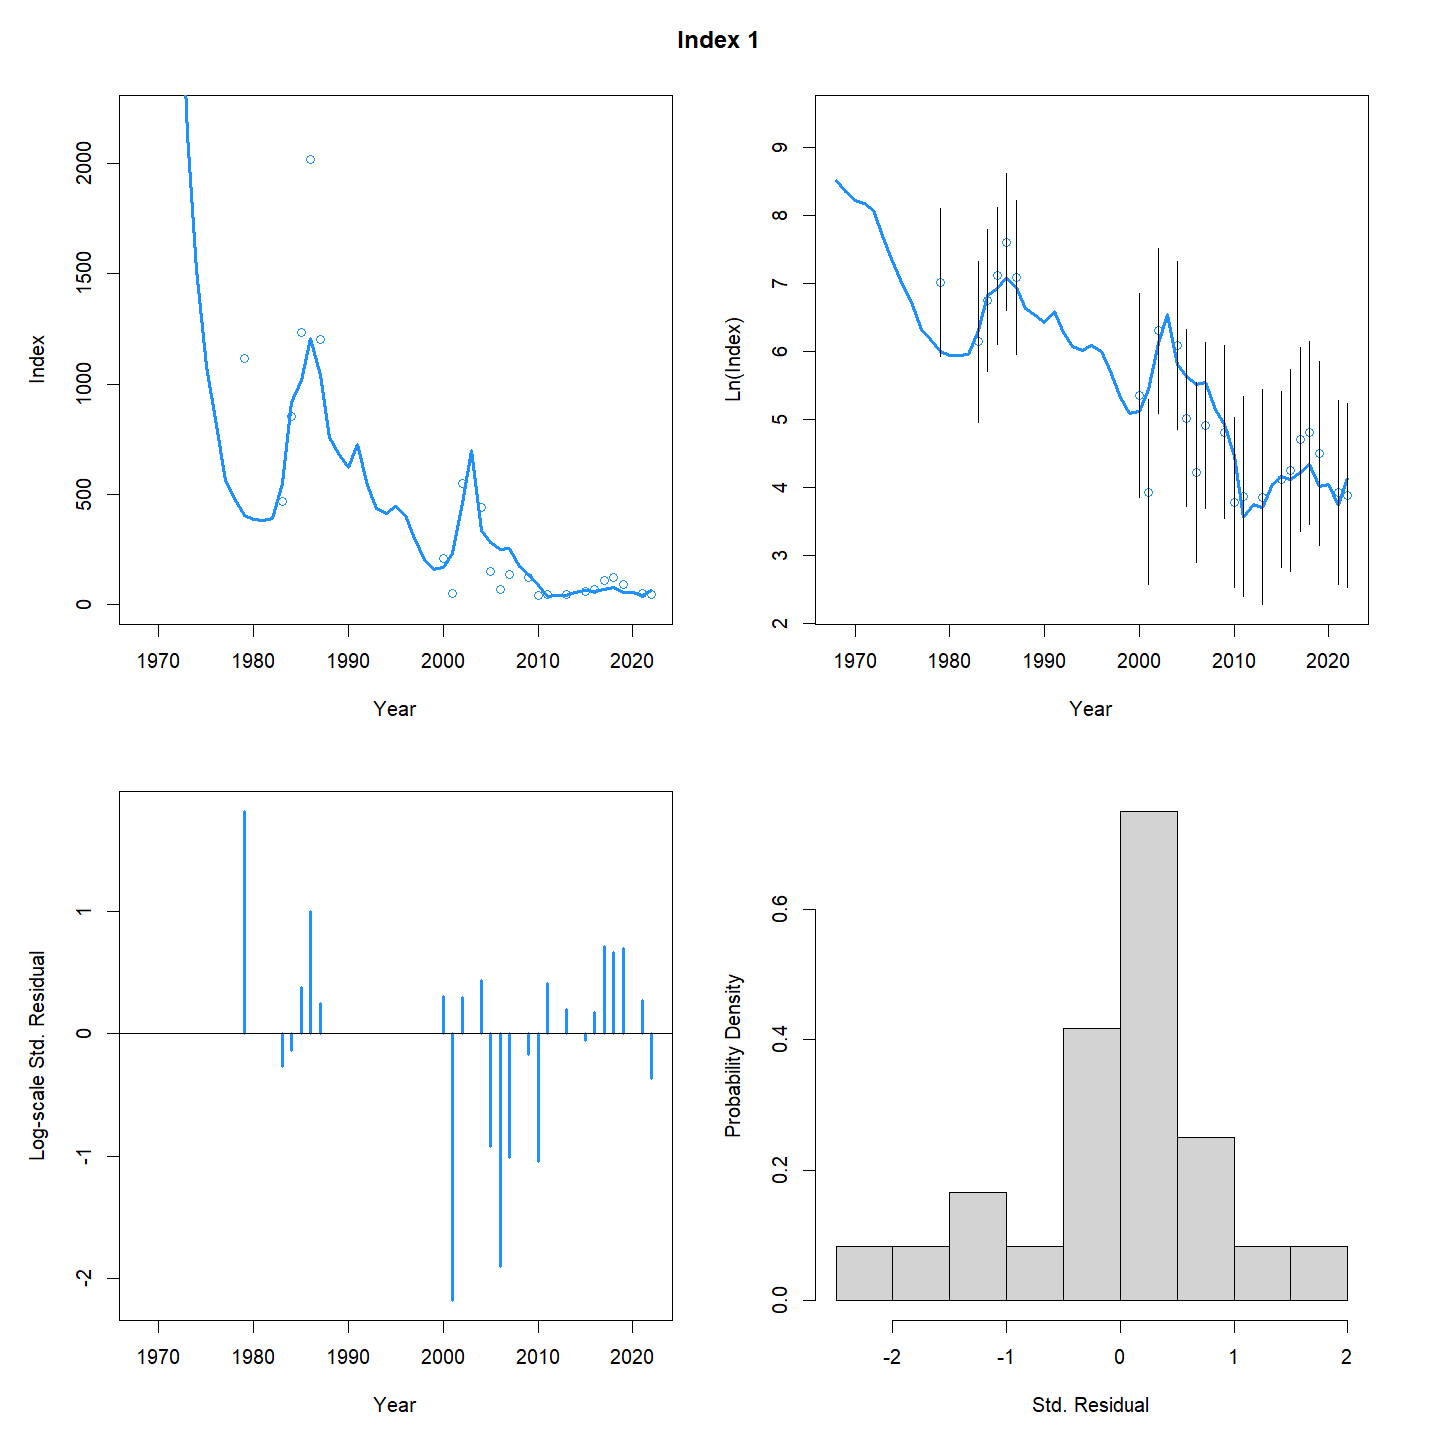 Index 1
Index
2000
1500
1000
500
0
1970 1980 1990 2000 2010 2020
Year
Ln(Index)
9
8
7
6
5
4
3
2
1970 1980 1990 2000 2010 2020
Year
Log-scale Std. Residual
1
0
-1
-2
1970 1980 1990 2000 2010 2020
Year
Probability Density
0.6
0.4
0.2
0.0
-2 -1 0 1 2
Std. Residual